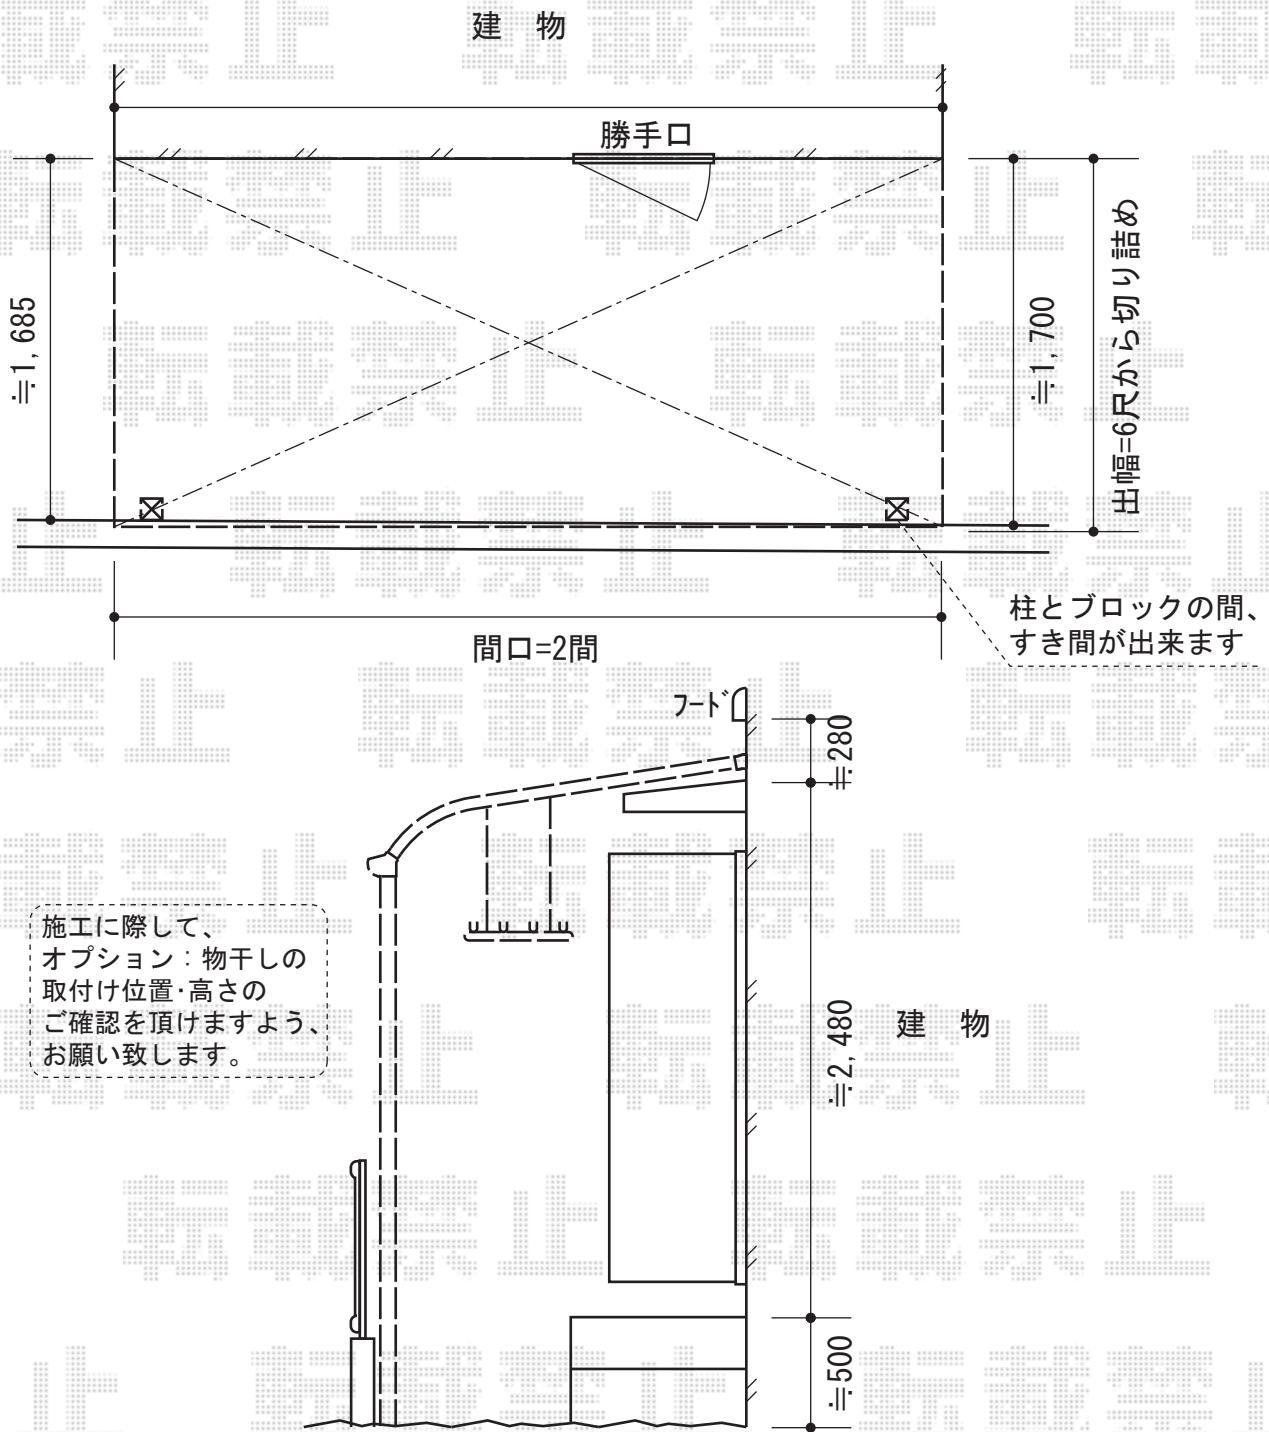 建 物
勝手口
≒1,685
≒1,700
出幅=6尺から切り詰め
柱とブロックの間、
すき間が出来ます
間口=2間
フード
≒280
施工に際して、
オプション：物干しの
取付け位置・高さの
ご確認を頂けますよう、
お願い致します。
≒2,480
建 物
≒500
転載禁止